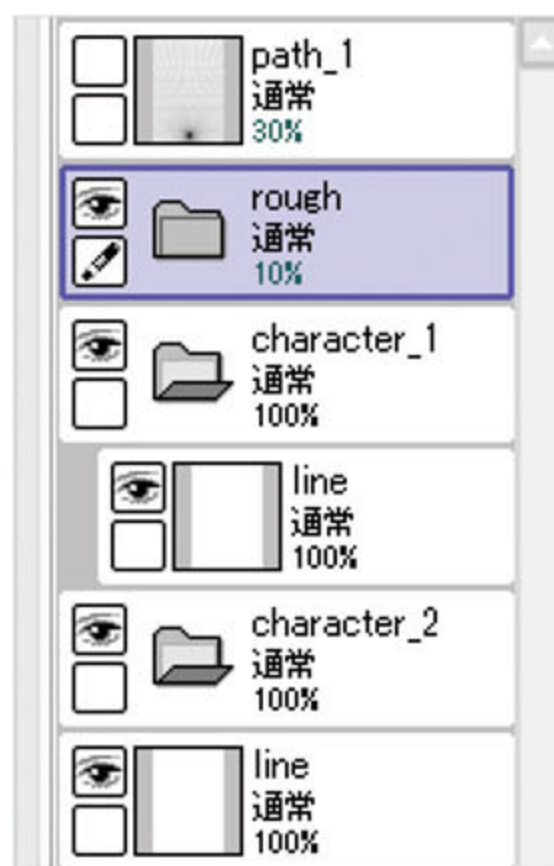 path_1
通常
30%
rough
通常
10%
character_1
通常
100%
line
通常
100%
character_2
通常
100%
line
通常
100%